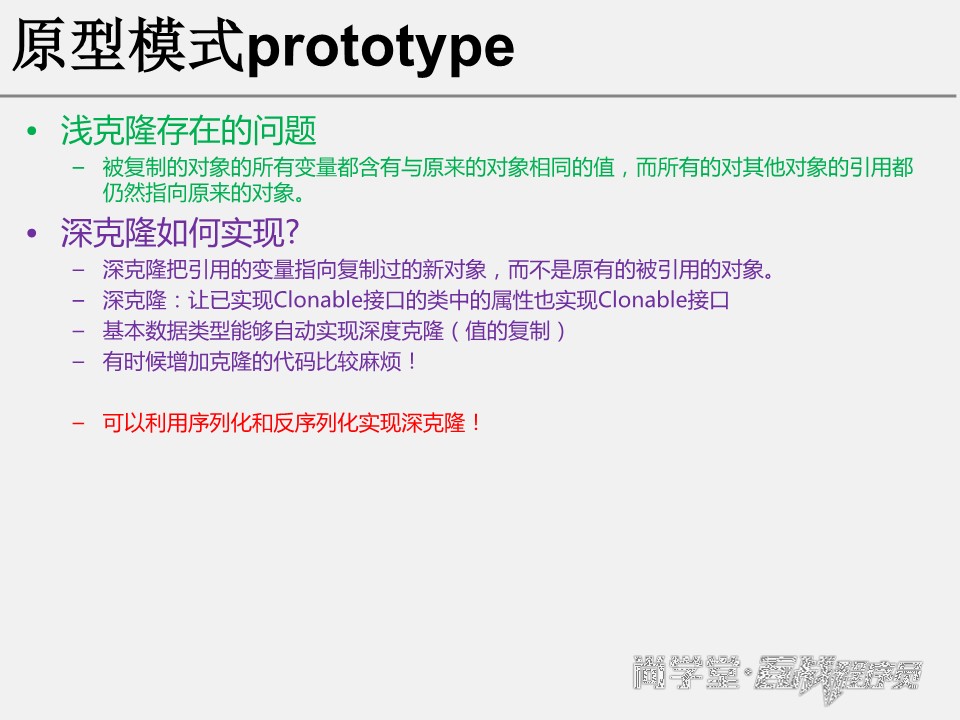 原型模式prototype
• 浅克隆存在的问题
– 被复制的对象的所有变量都含有与原来的对象相同的值，而所有的对其他对象的引用都
仍然指向原来的对象。
• 深克隆如何实现?
– 深克隆把引用的变量指向复制过的新对象，而不是原有的被引用的对象。
– 深克隆：让已实现Clonable接口的类中的属性也实现Clonable接口
– 基本数据类型能够自动实现深度克隆（值的复制）
– 有时候增加克隆的代码比较麻烦！
– 可以利用序列化和反序列化实现深克隆！
尚学堂·实战程序员